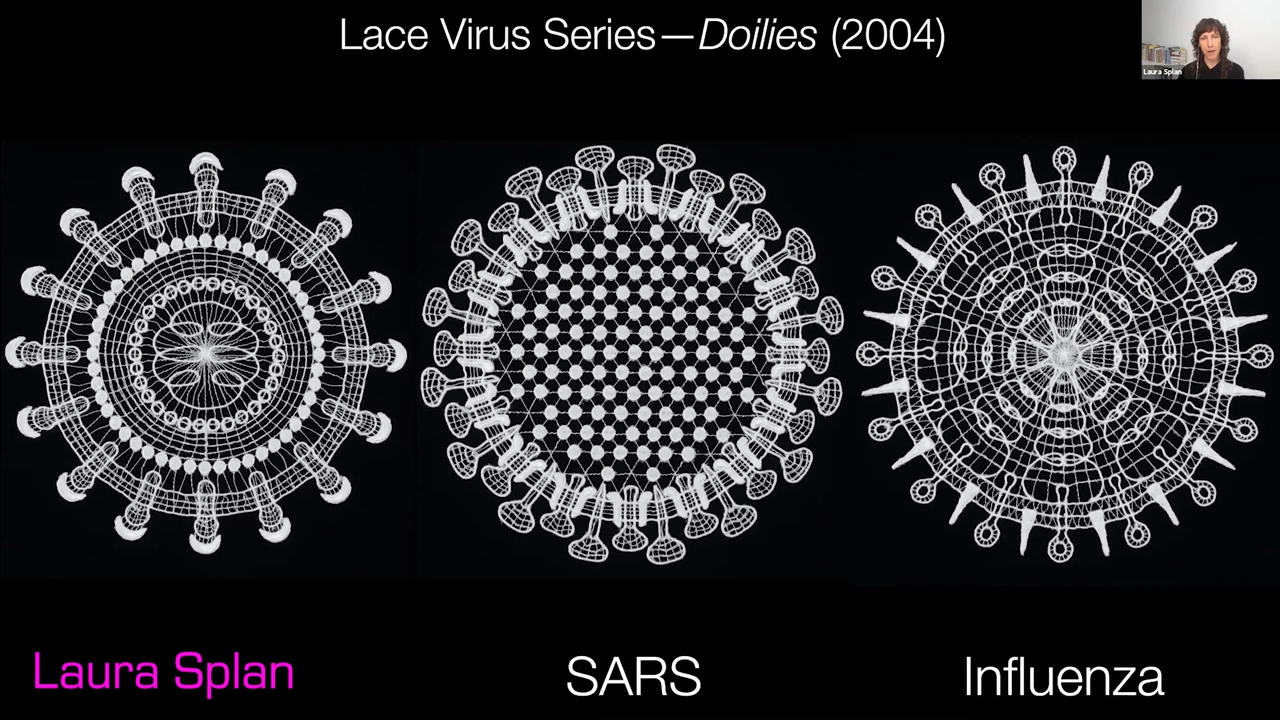 Lace Virus Series—Doilies (2004)
Laura Splan
Laura Splan
SARS
Influenza